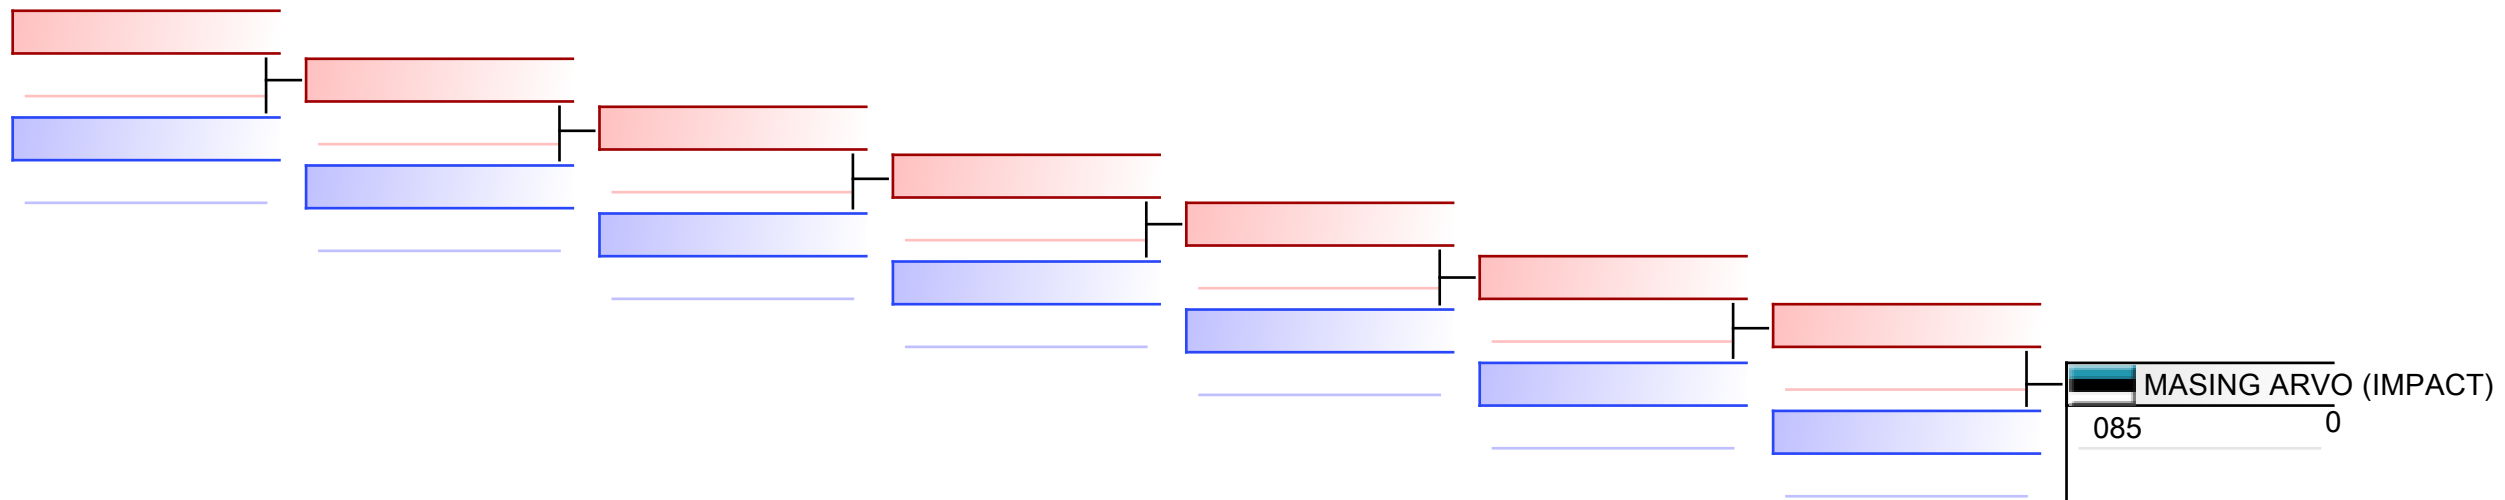 MASING ARVO (IMPACT)
085 0